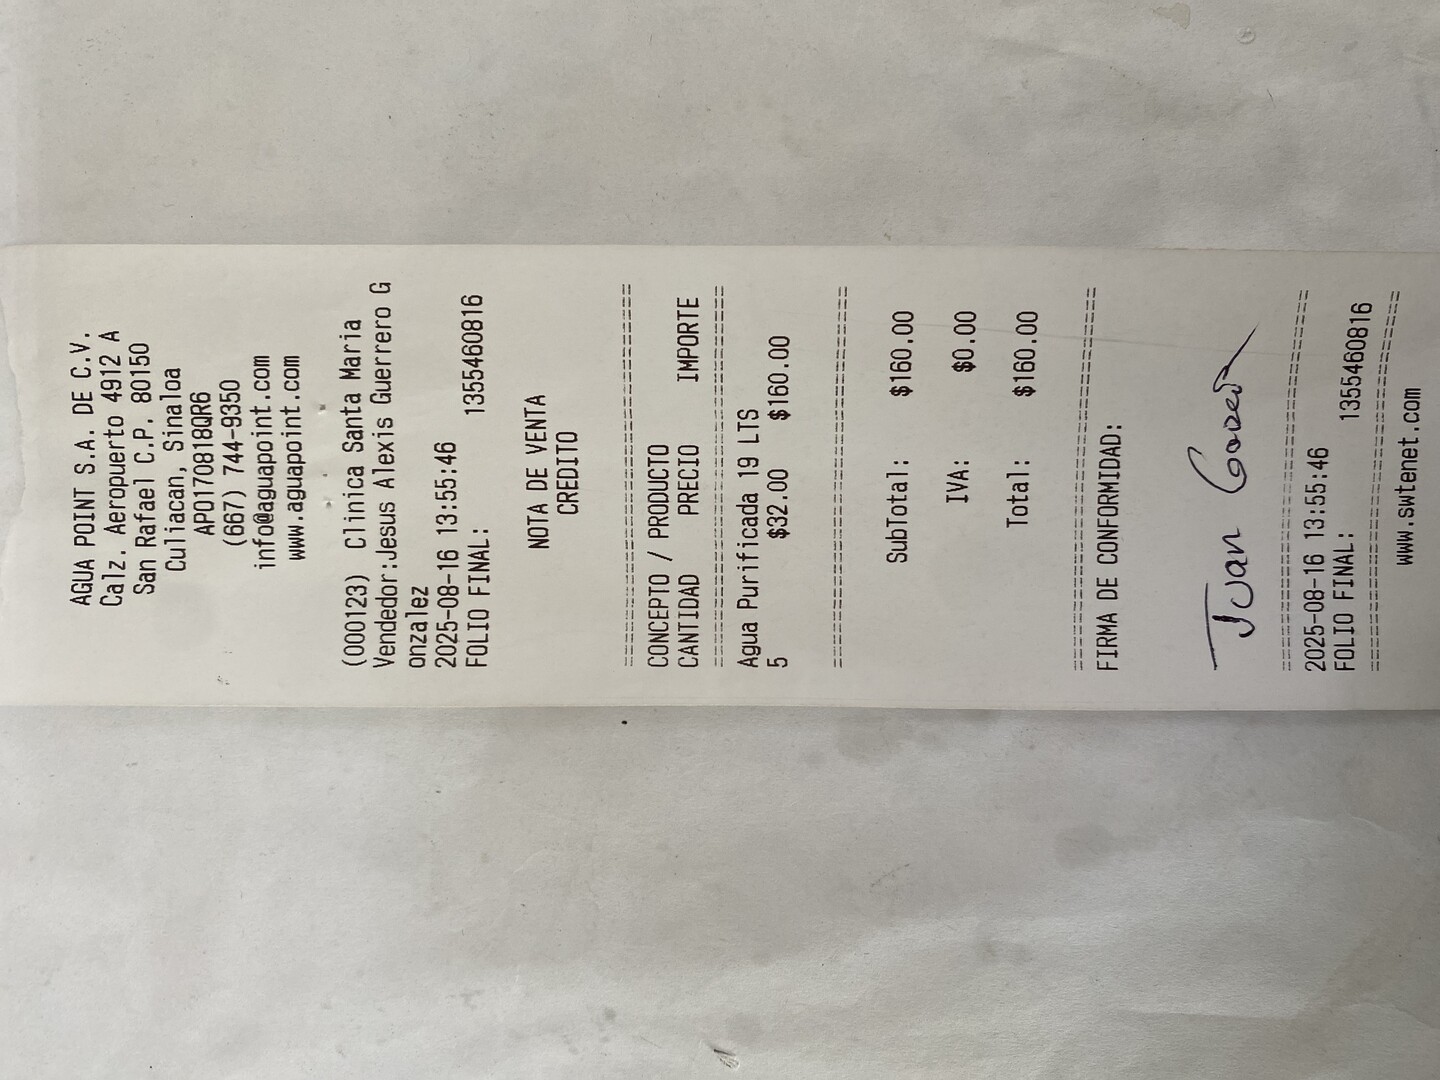 AGUA POINT S.A. DE C.V.
Calz. Aeropuerto 4912 A
San Rafael C.P. 80150
Culiacan, Sinaloa
APO170818QR6
(667) 744-9350
info@aguapoint.com
www.aguapoint.com
(000123) Clinica Santa Maria
Vendedor:Jesus Alexis Guerrero G
onzalez
2025-08-16 13:55:46
FOLIO FINAL: 1355460816
NOTA DE VENTA
CREDITO
================================
CONCEPTO / PRODUCTO
CANTIDAD PRECIO IMPORTE
================================
Agua Purificada 19 LTS
5 $32.00 $160.00
================================
SubTotal: $160.00
IVA: $0.00
Total: $160.00
================================
FIRMA DE CONFORMIDAD:
Juan
================================
2025-08-16 13:55:46
FOLIO FINAL: 1355460816
================================
www.swtenet.com